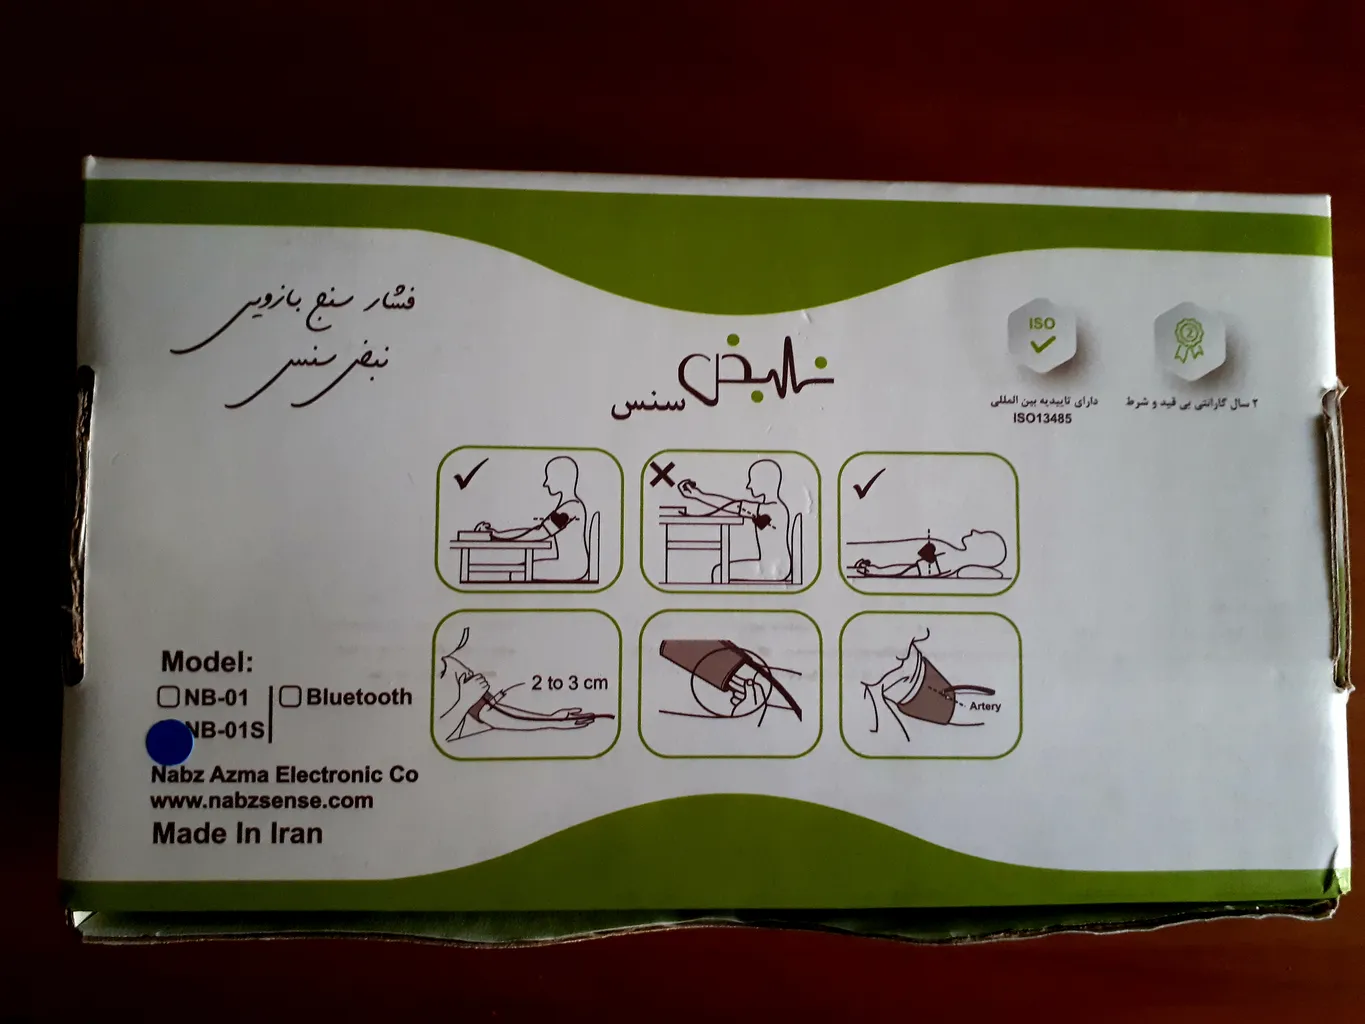 فشار سنج بازویی
نبض سنس
نبض
سنس
ISO
دارای تاییدیه بین المللی
ISO13485
2
۲ سال گارانتی بی قید و شرط
2 to 3 cm
Artery
Model:
NB-01
Bluetooth
NB-01S
Nabz Azma Electronic Co
www.nabzsense.com
Made In Iran